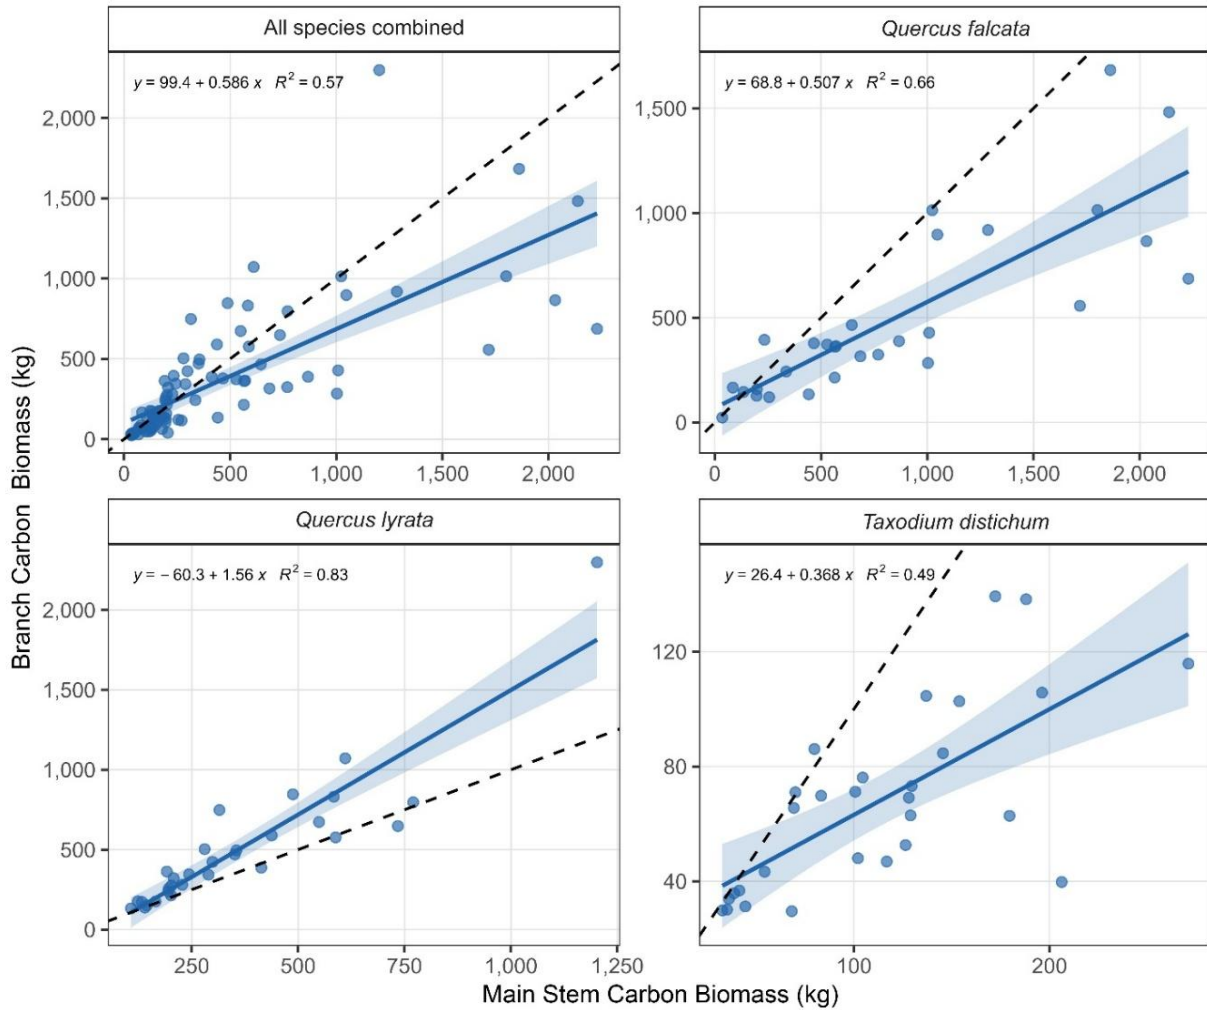 All species combined
y = 99.4 + 0.586 x R² = 0.57
2,000
1,500
1,000
500
0
0 500 1,000 1,500 2,000
Quercus falcata
y = 68.8 + 0.507 x R² = 0.66
1,500
1,000
500
0
0 500 1,000 1,500 2,000
Branch Carbon Biomass (kg)
Quercus lyrata
y = − 60.3 + 1.56 x R² = 0.83
2,000
1,500
1,000
500
0
250 500 750 1,000 1,250
Taxodium distichum
y = 26.4 + 0.368 x R² = 0.49
120
80
40
100 200
Main Stem Carbon Biomass (kg)